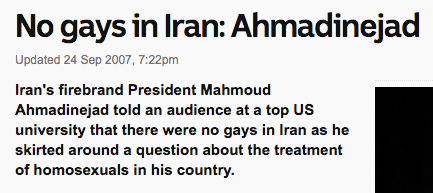 No gays in Iran: Ahmadinejad
Updated 24 Sep 2007, 7:22pm
Iran's firebrand President Mahmoud
Ahmadinejad told an audience at a top US
university that there were no gays in Iran as he
skirted around a question about the treatment
of homosexuals in his country.